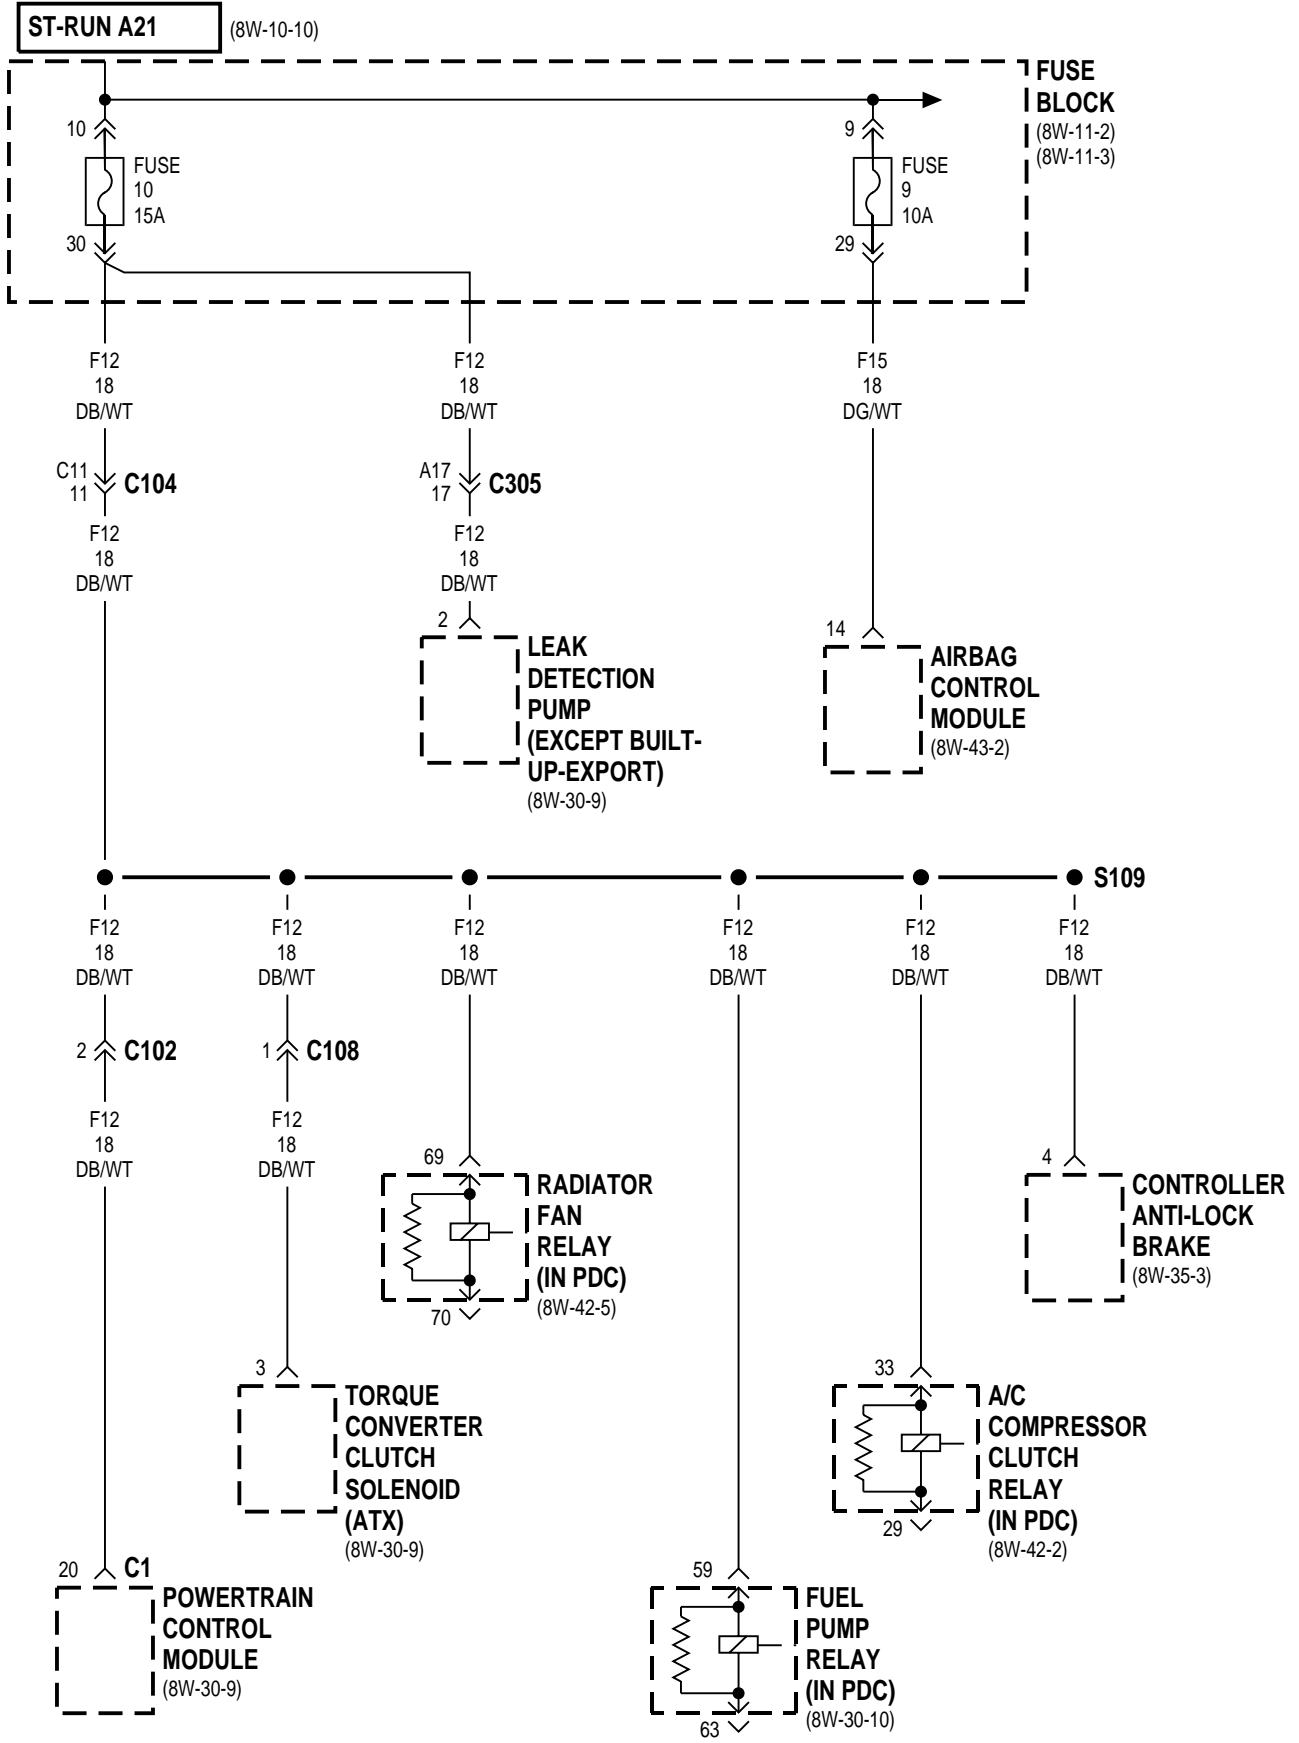 ST-RUN A21
(8W-10-10)
FUSE
BLOCK
(8W-11-2)
(8W-11-3)
10
FUSE
10
15A
30
9
FUSE
9
10A
29
F12
18
DB/WT
F12
18
DB/WT
F15
18
DG/WT
C11
11
C104
A17
17
C305
F12
18
DB/WT
F12
18
DB/WT
2
LEAK
DETECTION
PUMP
(EXCEPT BUILT-
UP-EXPORT)
(8W-30-9)
14
AIRBAG
CONTROL
MODULE
(8W-43-2)
S109
F12
18
DB/WT
F12
18
DB/WT
F12
18
DB/WT
F12
18
DB/WT
F12
18
DB/WT
F12
18
DB/WT
2
C102
1
C108
F12
18
DB/WT
F12
18
DB/WT
69
RADIATOR
FAN
RELAY
(IN PDC)
(8W-42-5)
70
4
CONTROLLER
ANTI-LOCK
BRAKE
(8W-35-3)
3
TORQUE
CONVERTER
CLUTCH
SOLENOID
(ATX)
(8W-30-9)
33
A/C
COMPRESSOR
CLUTCH
RELAY
(IN PDC)
(8W-42-2)
29
20
C1
POWERTRAIN
CONTROL
MODULE
(8W-30-9)
59
FUEL
PUMP
RELAY
(IN PDC)
(8W-30-10)
63